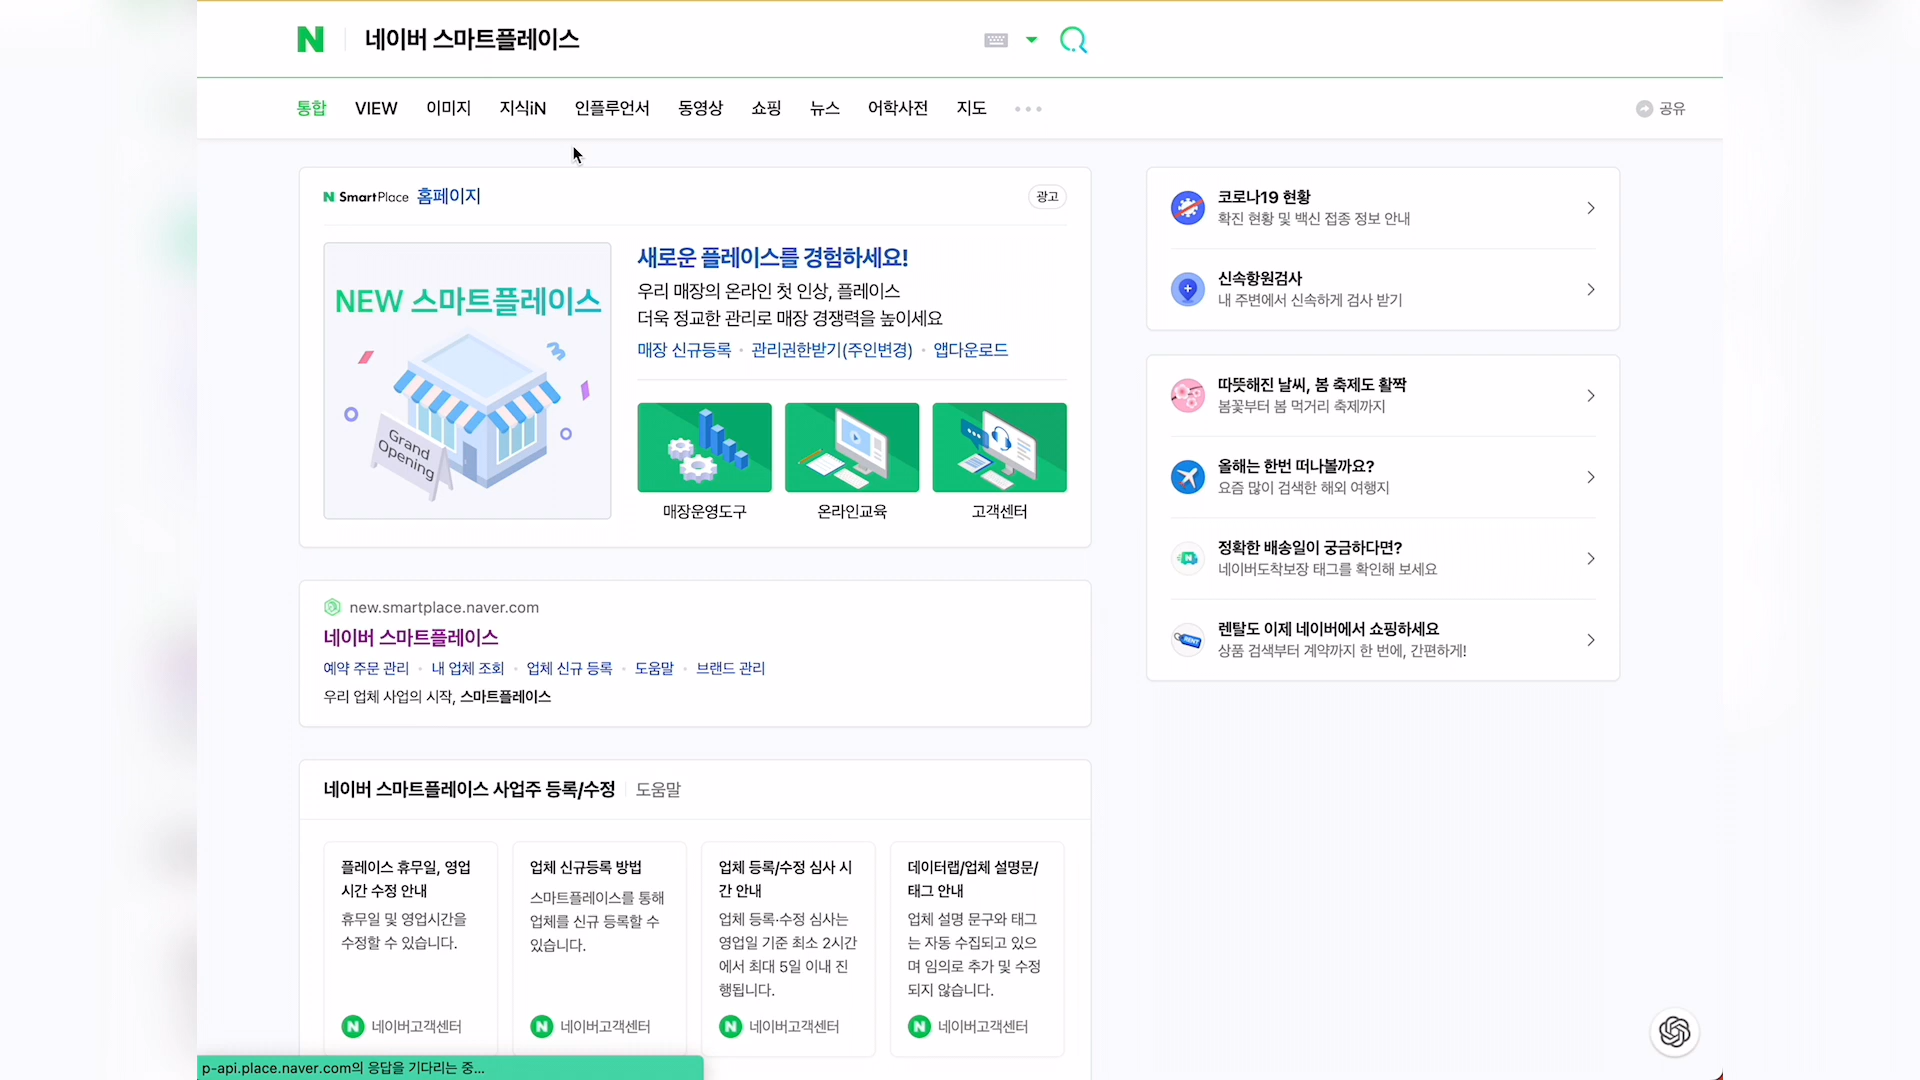 N 네이버 스마트플레이스
통합 VIEW 이미지 지식iN 인플루언서 동영상 쇼핑 뉴스 어학사전 지도 공유
N SmartPlace 홈페이지 광고
NEW 스마트플레이스
Grand
Opening
새로운 플레이스를 경험하세요!
우리 매장의 온라인 첫 인상, 플레이스
더욱 정교한 관리로 매장 경쟁력을 높이세요
매장 신규등록 · 관리권한받기(주인변경) · 앱다운로드
매장운영도구 온라인교육 고객센터
new.smartplace.naver.com
네이버 스마트플레이스
예약 주문 관리 · 내 업체 조회 · 업체 신규 등록 · 도움말 · 브랜드 관리
우리 업체 사업의 시작, 스마트플레이스
네이버 스마트플레이스 사업주 등록/수정 도움말
플레이스 휴무일, 영업
시간 수정 안내
휴무일 및 영업시간을
수정할 수 있습니다.
N 네이버고객센터
업체 신규등록 방법
스마트플레이스를 통해
업체를 신규 등록할 수
있습니다.
N 네이버고객센터
업체 등록/수정 심사 시
간 안내
업체 등록·수정 심사는
영업일 기준 최소 2시간
에서 최대 5일 이내 진
행됩니다.
N 네이버고객센터
데이터랩/업체 설명문/
태그 안내
업체 설명 문구와 태그
는 자동 수집되고 있으
며 임의로 추가 및 수정
되지 않습니다.
N 네이버고객센터
코로나19 현황
확진 현황 및 백신 접종 정보 안내
신속항원검사
내 주변에서 신속하게 검사 받기
따뜻해진 날씨, 봄 축제도 활짝
봄꽃부터 봄 먹거리 축제까지
올해는 한번 떠나볼까요?
요즘 많이 검색한 해외 여행지
N
정확한 배송일이 궁금하다면?
네이버도착보장 태그를 확인해 보세요
RENT
렌탈도 이제 네이버에서 쇼핑하세요
상품 검색부터 계약까지 한 번에, 간편하게!
p-api.place.naver.com의 응답을 기다리는 중...